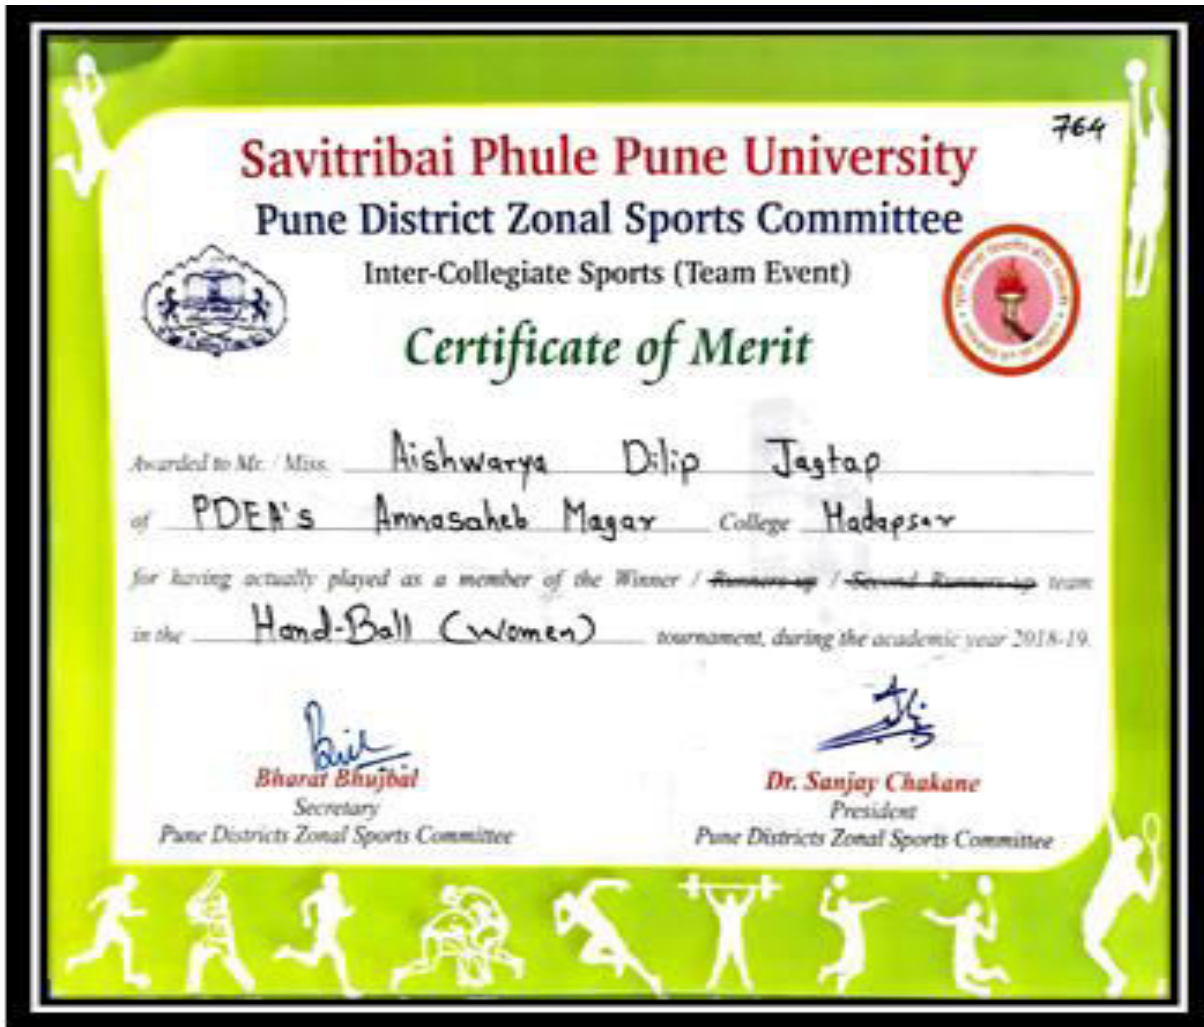 764
Savitribai Phule Pune University
Pune District Zonal Sports Committee
Inter-Collegiate Sports (Team Event)
Certificate of Merit
Awarded to Mr. / Miss. Aishwarya Dilip Jagtap
of PDEA's Annasaheb Magar College Hadapsar
for having actually played as a member of the Winner / Runners-up / Second Runners-up team
in the Hand-Ball (Women) tournament, during the academic year 2018-19.
Bharat Bhujbal
Secretary
Pune Districts Zonal Sports Committee
Dr. Sanjay Chakane
President
Pune Districts Zonal Sports Committee